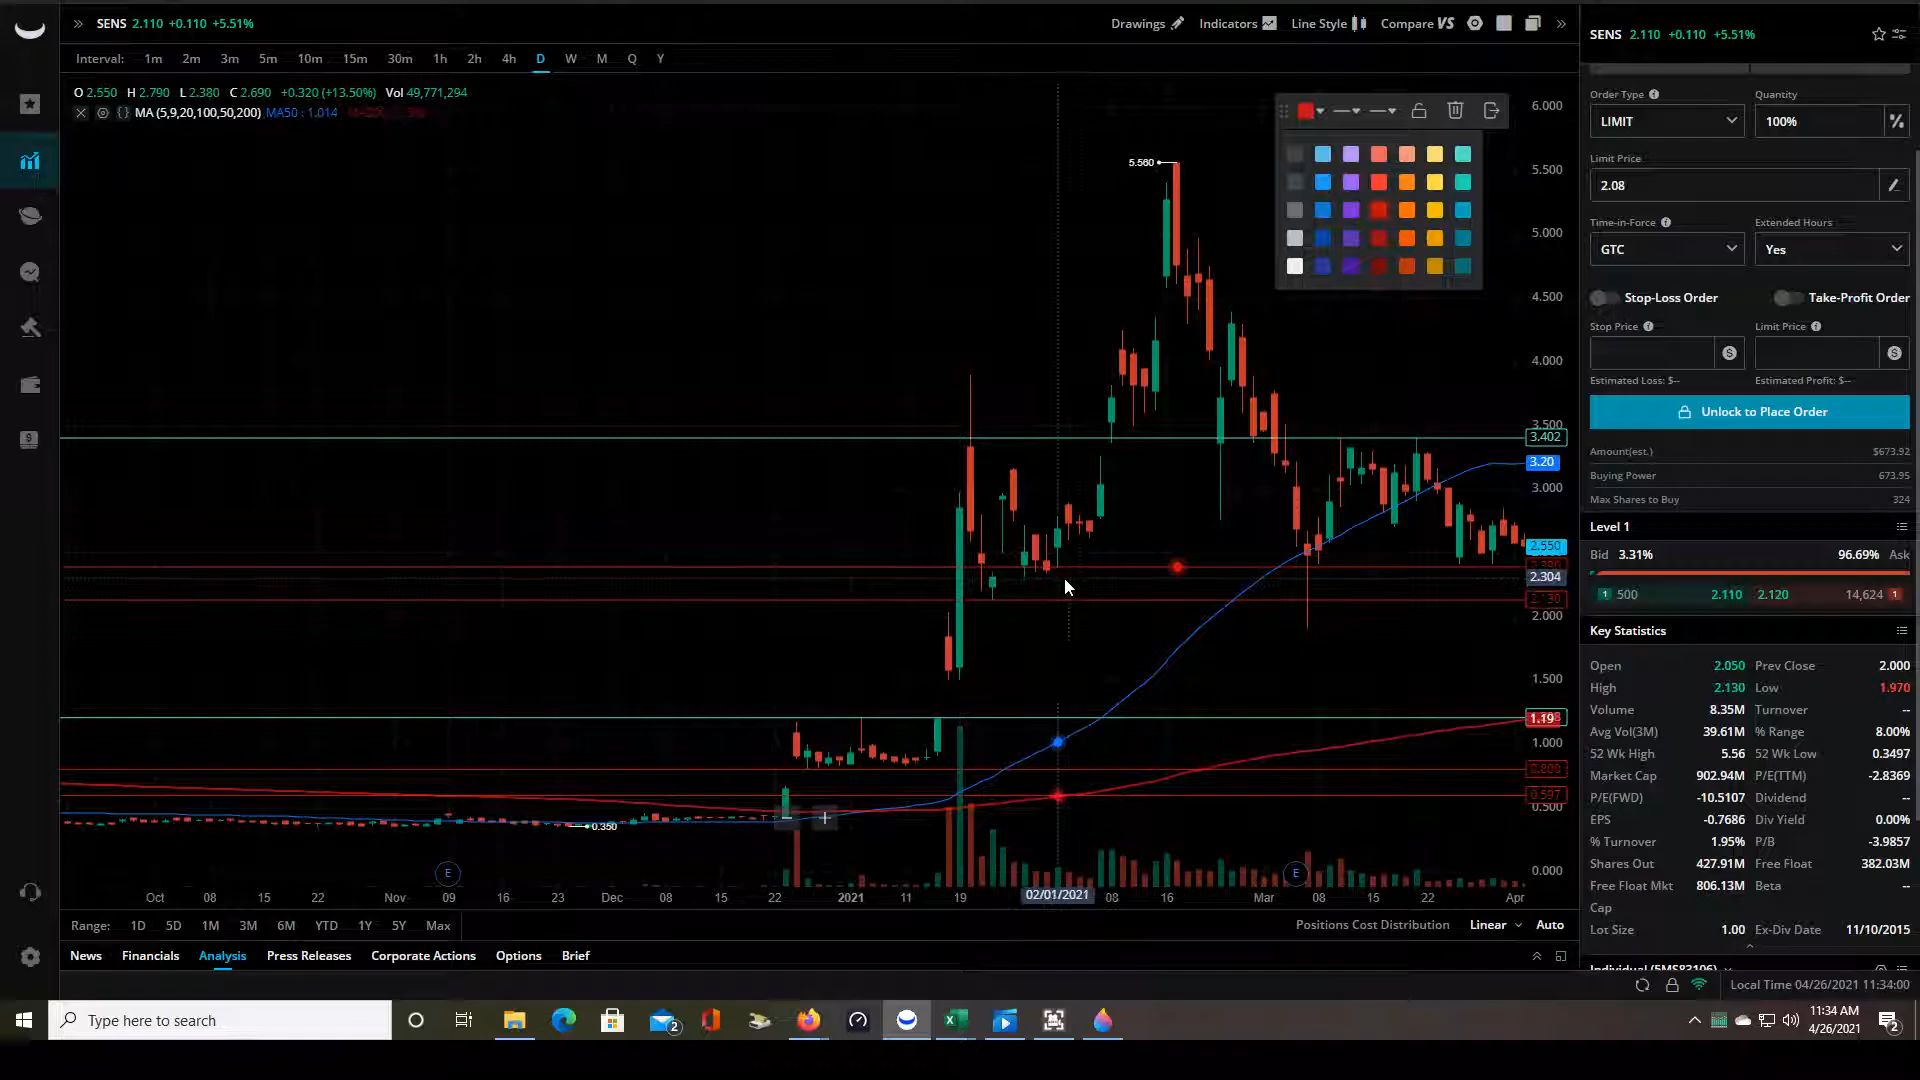 SENS 2.110 +0.110 +5.51%
Drawings Indicators Line Style Compare VS
SENS 2.110 +0.110 +5.51%
Interval: 1m 2m 3m 5m 10m 15m 30m 1h 2h 4h D W M Q Y
O 2.550 H 2.790 L 2.380 C 2.690 +0.320 (+13.50%) Vol 49,771,294
MA (5,9,20,100,50,200) MA50 : 1.014
6.000
5.560
5.500
5.000
4.500
4.000
3.500
3.402
3.20
3.000
2.550
2.304
2.130
2.000
1.500
1.19
1.000
0.800
0.597
0.500
0.350
0.000
E
E
Oct 08 15 22 Nov 09 16 23 Dec 08 15 22 2021 11 19 02/01/2021 08 16 Mar 08 15 22 Apr
Range: 1D 5D 1M 3M 6M YTD 1Y 5Y Max
Positions Cost Distribution Linear Auto
News Financials Analysis Press Releases Corporate Actions Options Brief
Order Type Quantity
LIMIT 100% %
Limit Price
2.08
Time-in-Force Extended Hours
GTC Yes
Stop-Loss Order Take-Profit Order
Stop Price Limit Price
Estimated Loss: $-- Estimated Profit: $--
Unlock to Place Order
Amount(est.) $673.92
Buying Power 673.95
Max Shares to Buy 324
Level 1
Bid 3.31% 96.69% Ask
1 500 2.110 2.120 14,624 1
Key Statistics
Open 2.050 Prev Close 2.000
High 2.130 Low 1.970
Volume 8.35M Turnover --
Avg Vol(3M) 39.61M % Range 8.00%
52 Wk High 5.56 52 Wk Low 0.3497
Market Cap 902.94M P/E(TTM) -2.8369
P/E(FWD) -10.5107 Dividend --
EPS -0.7686 Div Yield 0.00%
% Turnover 1.95% P/B -3.9857
Shares Out 427.91M Free Float 382.03M
Free Float Mkt Cap 806.13M Beta --
Lot Size 1.00 Ex-Div Date 11/10/2015
Individual (5MS83106)
Local Time 04/26/2021 11:34:00
Type here to search
2
11:34 AM
4/26/2021
2